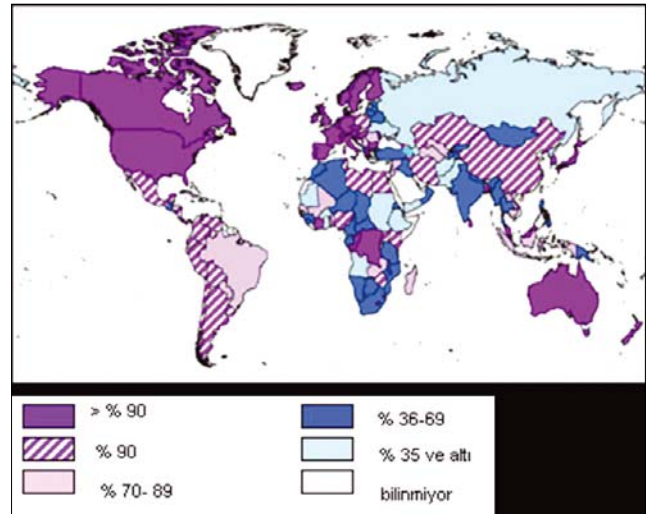 > % 90
% 90
% 70- 89
% 36-69
% 35 ve altı
bilinmiyor